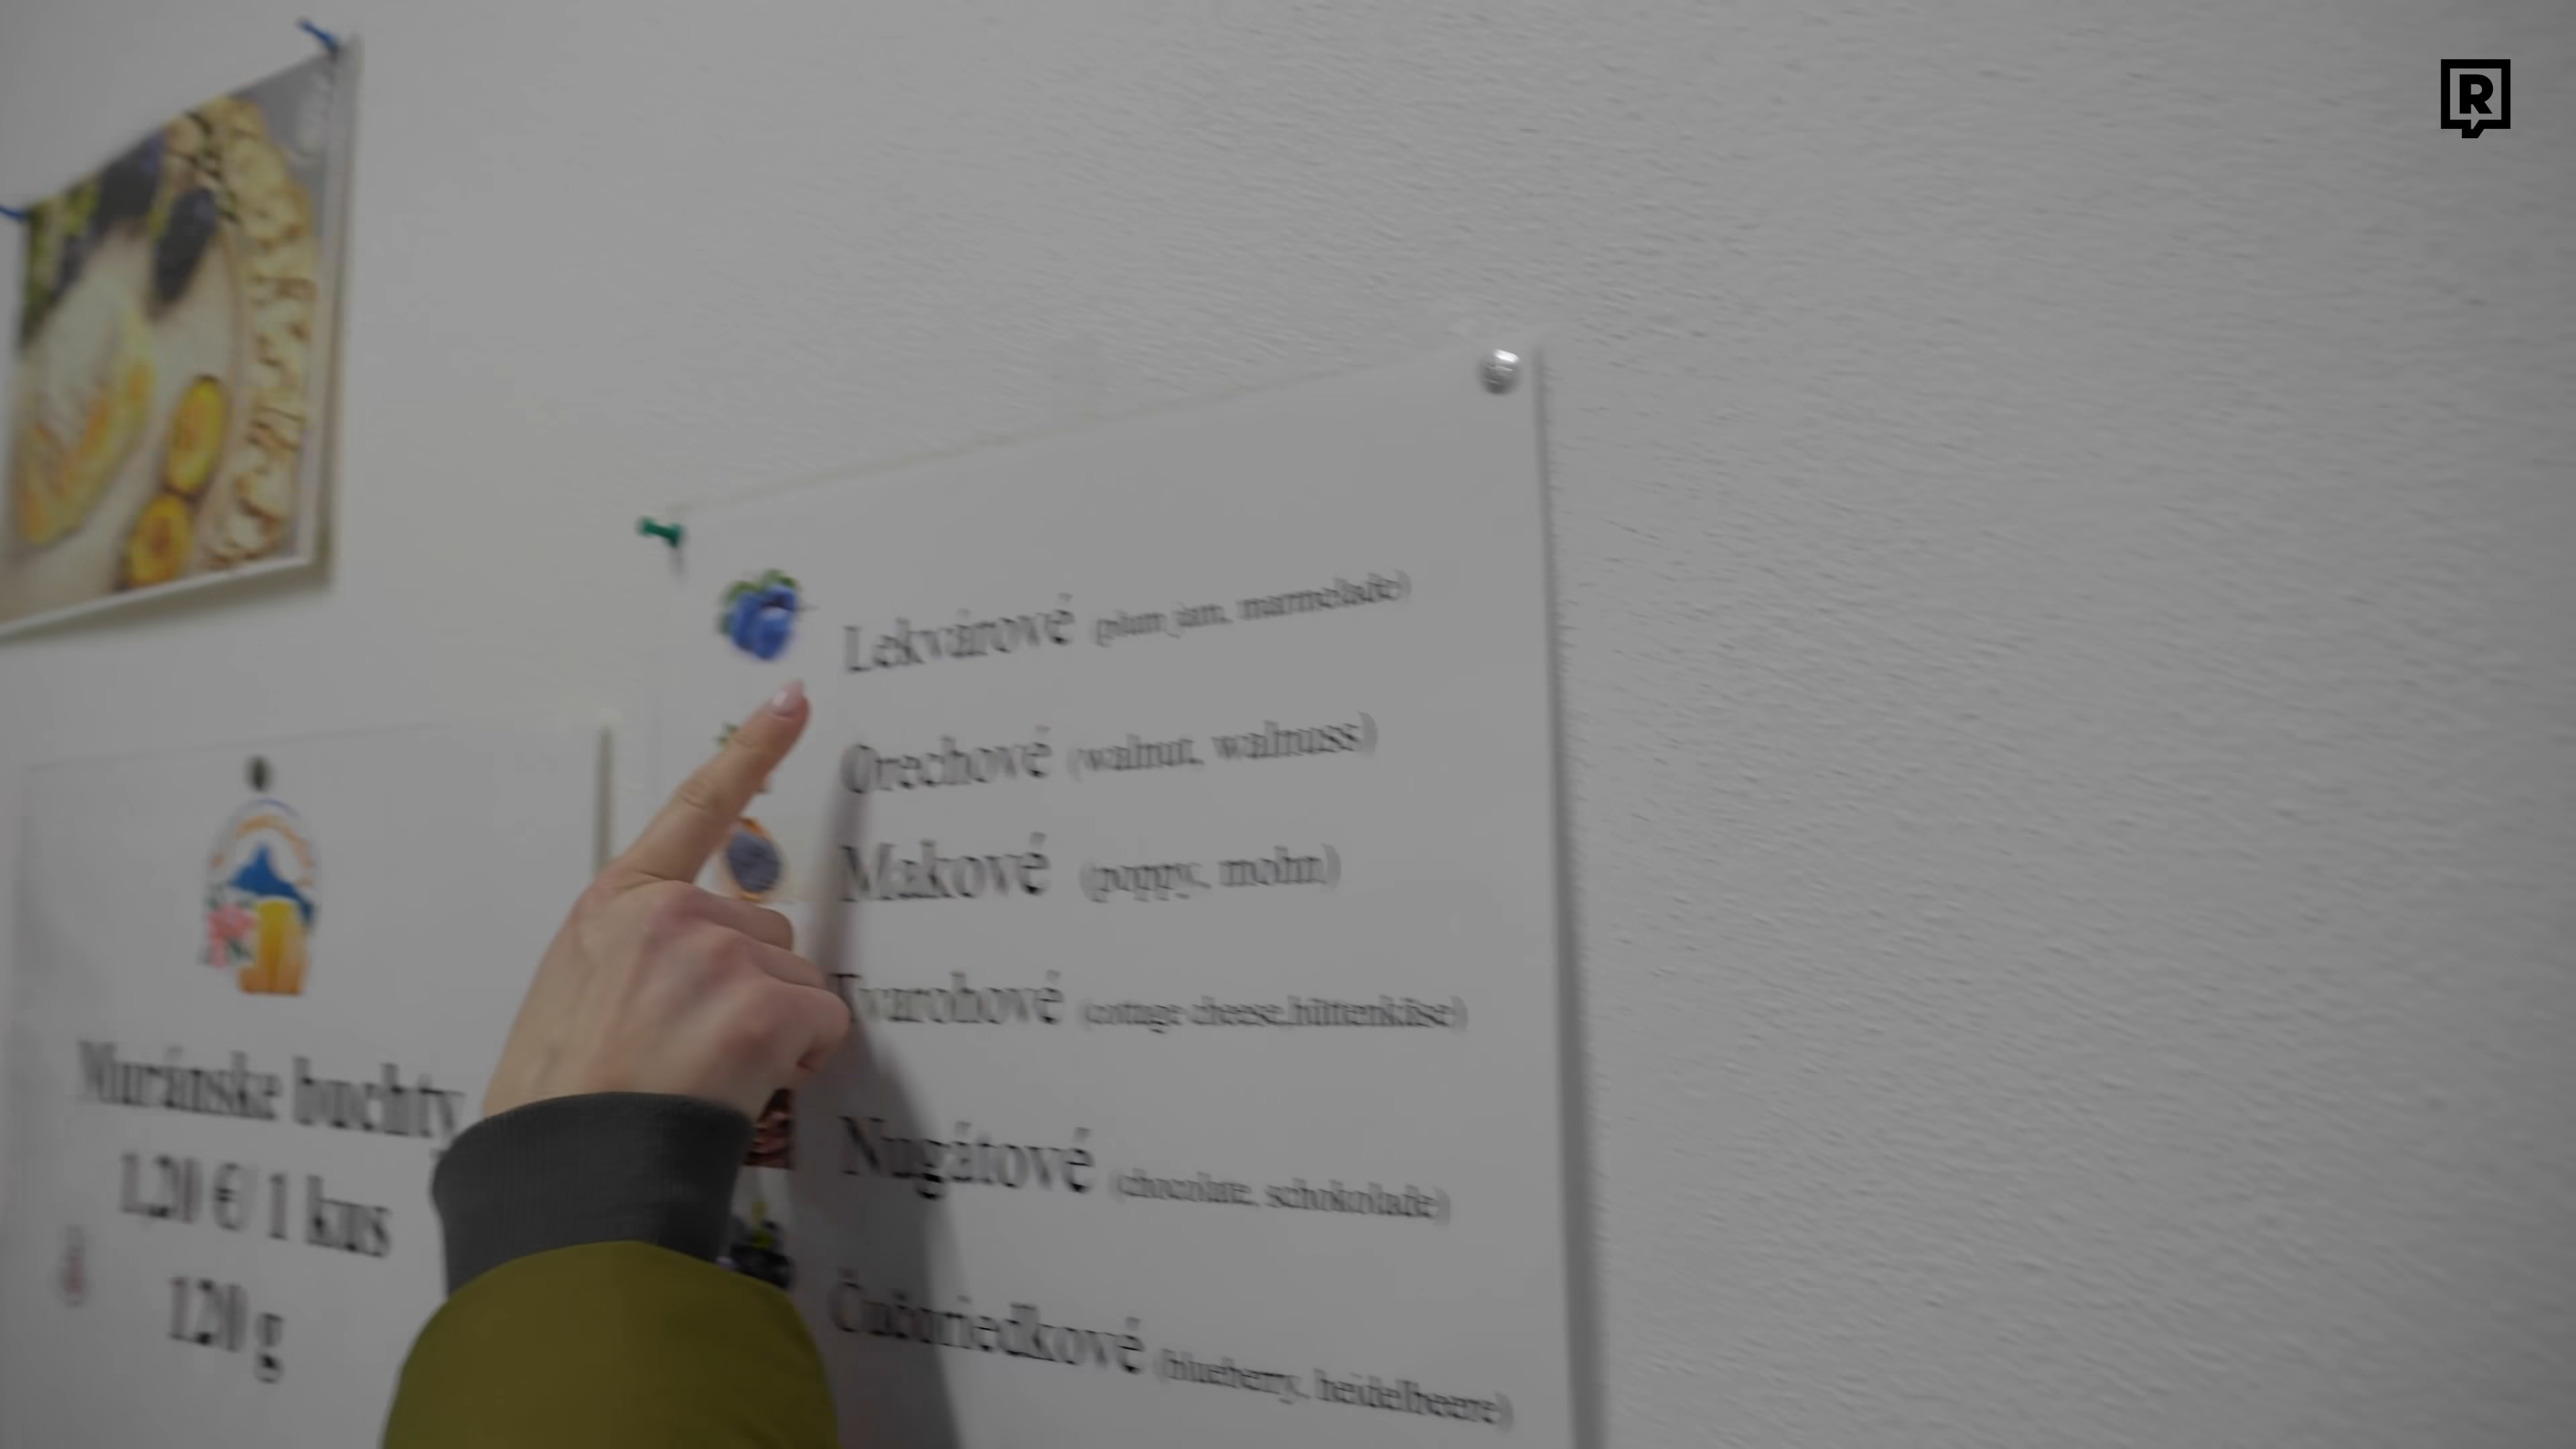 R
Lekvárové (plum jam, marmelade)
Orechové (walnut, walnuss)
Makové (poppy, mohn)
Tvarohové (cottage cheese,hüttenkäse)
Nugátové (chocolate, schokolade)
Čučoriedkové (blueberry, heidelbeere)
Muránske buchty
1,20 €/ 1 kus
120 g